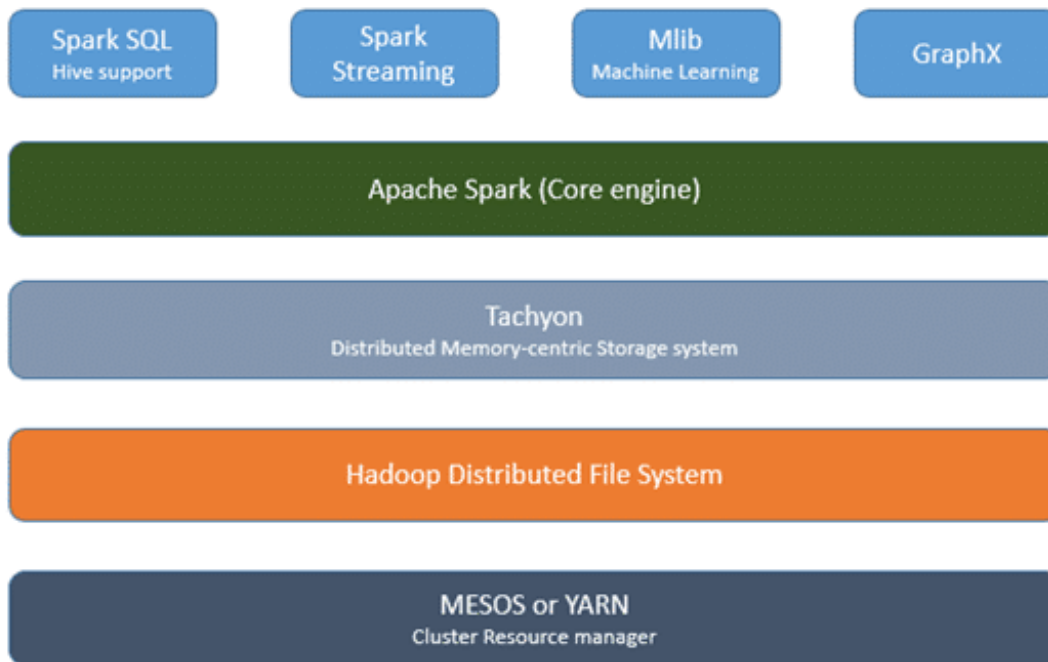 Spark SQL
Hive support
Spark
Streaming
Mlib
Machine Learning
GraphX
Apache Spark (Core engine)
Tachyon
Distributed Memory-centric Storage system
Hadoop Distributed File System
MESOS or YARN
Cluster Resource manager